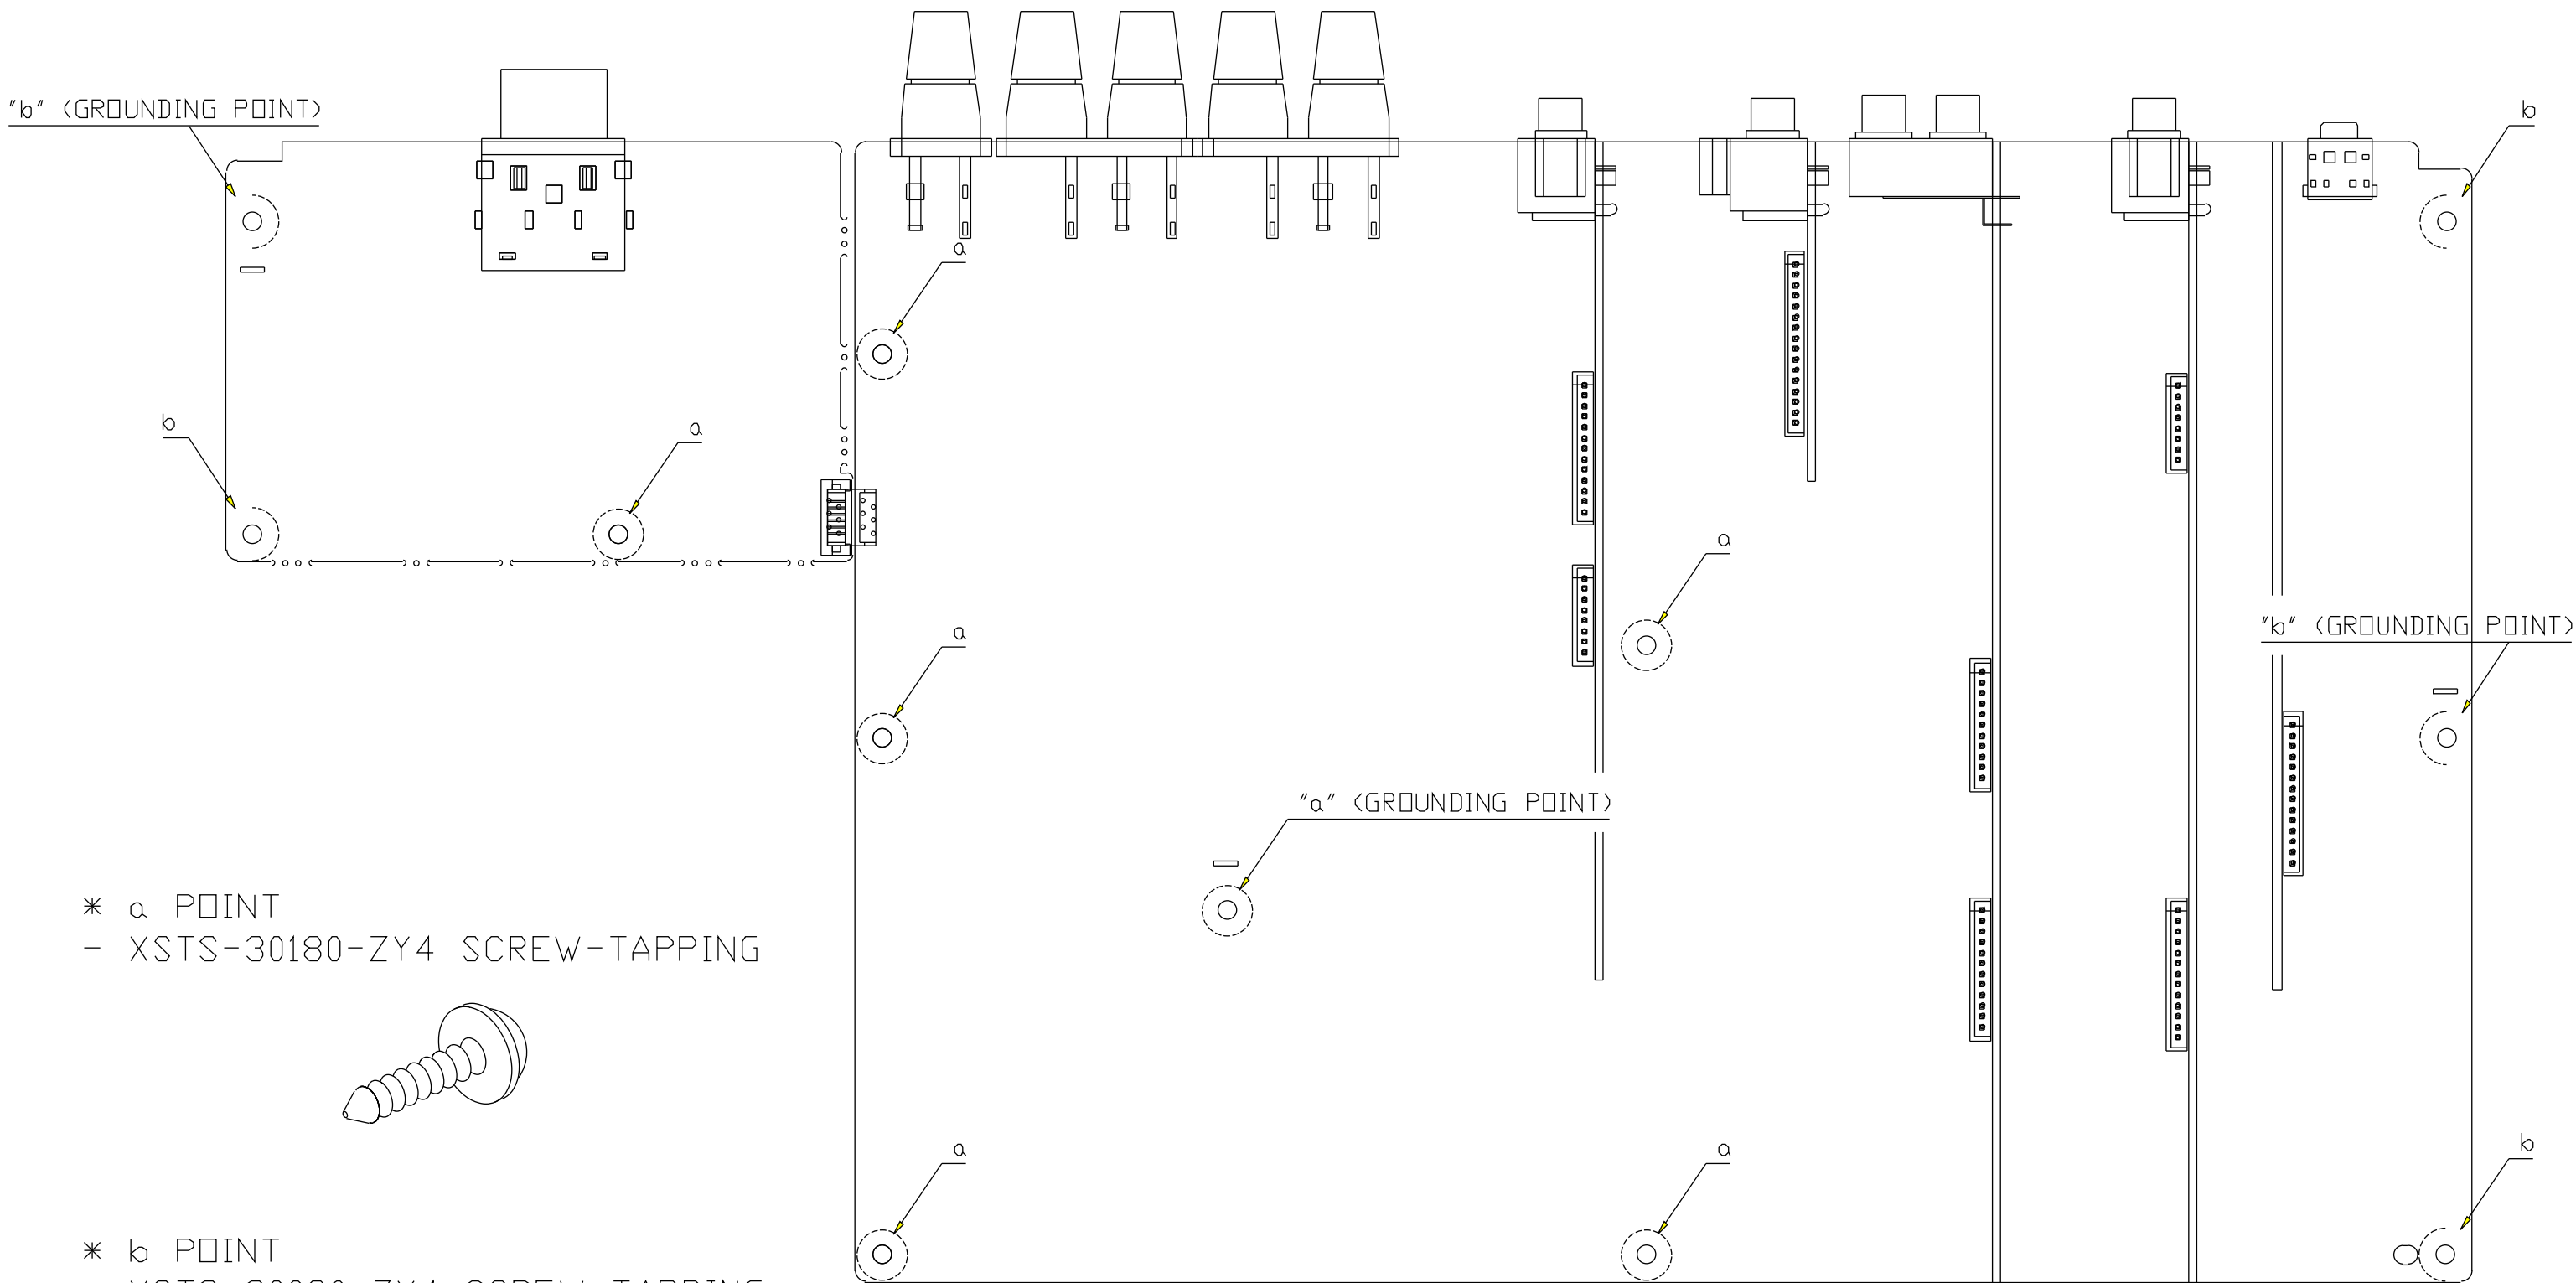 "b" (GROUNDING POINT)
b
a
b
a
a
a
"b" (GROUNDING POINT)
"a" (GROUNDING POINT)
* a POINT
- XSTS-30180-ZY4 SCREW-TAPPING
a
a
b
* b POINT